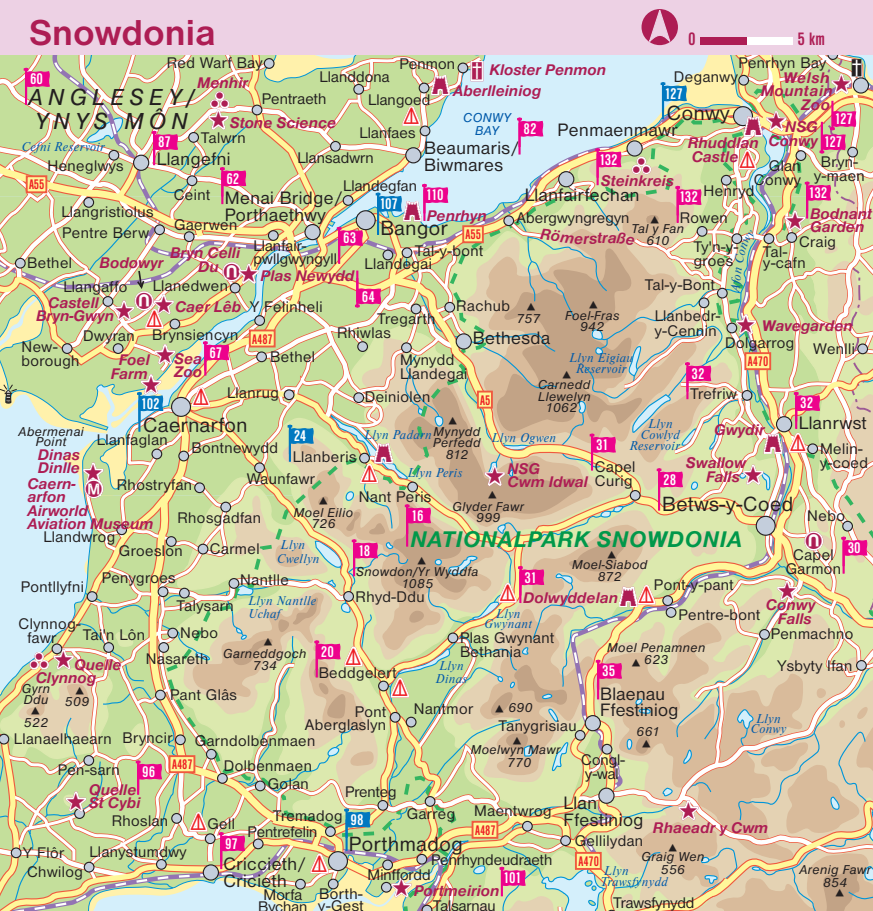 Snowdonia
0
5 km
Red Warf Bay
Penmon
Kloster Penmon
Penrhyn Bay
60
Menhir
Llanddona
Deganwy
Welsh
Mountain
Zoo
ANGLESEY/
YNYS MÔN
Pentraeth
Llangoed
Aberlleiniog
127
Stone Science
CONWY
BAY
Conwy
NSG
Conwy
127
127
Cefni Reservoir
87
Talwrn
Llanfaes
82
Penmaenmawr
Rhuddlan
Castle
Heneglwys
Llangefni
Llansadwrn
Beaumaris/
Biwmares
132
Steinkreis
Glan
Conwy
Bryn-
y-maen
A55
Ceint
62
Menai Bridge/
Porthaethwy
Llandegfan
107
110
Penrhyn
Llanfairfechan
132
Henryd
132
Llangristiolus
Bangor
Abergwyngregyn
Tal y Fan
610
Rowen
Bodnant
Garden
Pentre Berw
Gaerwen
63
A55
Römerstraße
Craig
Bethel
Bodowyr
Bryn Celli
Du
Llanfair-
pwllgwyngyll
Tal-y-bont
Llandegai
Ty'n-y-
groes
Tal-
y-cafn
Llangaffo
Llanedwen
Plas Newydd
Tal-y-Bont
Castell
Bryn-Gwyn
Caer Lêb
Y Felinheli
64
Rachub
757
Foel-Fras
942
Llanbedr-
y-Cennin
Wavegarden
Dwyran
Brynsiencyn
Tregarth
Bethesda
Dolgarrog
New-
borough
A487
Rhiwlas
Wenlli
Foel
Farm
Sea
Zoo
67
Bethel
Mynydd
Llandegai
Llyn Eigiau
Reservoir
A470
102
Llanrug
Deiniolen
A5
Carnedd
Llewelyn
1062
32
Trefriw
32
Caernarfon
Abermenai
Point
Llanfaglan
24
Llyn Padarn
Mynydd
Perfedd
812
Llyn Ogwen
31
Llyn
Cowlyd
Reservoir
Gwydir
Llanrwst
Dinas
Dinlle
Bontnewydd
Llanberis
Melin-
y-coed
Caern-
arfon
Airworld
Aviation Museum
Rhostryfan
Waunfawr
Llyn Peris
NSG
Cwm Idwal
Capel
Curig
28
Swallow
Falls
Nant Peris
Glyder Fawr
999
Betws-y-Coed
Rhosgadfan
Moel Eilio
726
16
Nebo
Llandwrog
NATIONALPARK SNOWDONIA
Groeslon
Carmel
Llyn
Cwellyn
18
Moel-Siabod
872
Capel
Garmon
30
Snowdon/Yr Wyddfa
1085
Pontllyfni
Penygroes
Nantlle
31
Dolwyddelan
Pont-y-pant
Talysarn
Llyn Nantlle
Uchaf
Rhyd-Ddu
Llyn
Gwynant
Pentre-bont
Conwy
Falls
Clynnog-
fawr
Tai'n Lôn
Nebo
Plas Gwynant
Bethania
Penmachno
Nasareth
Garneddgoch
734
20
Moel Penamnen
623
Quelle
Clynnog
Beddgelert
Llyn
Dinas
35
Ysbyty Ifan
Gyrn
Ddu
522
509
Pant Glâs
Blaenau
Ffestiniog
Pont
Aberglaslyn
Nantmor
690
Llyn
Conwy
Llanaelhaearn
Bryncir
Garndolbenmaen
Tanygrisiau
661
Pen-sarn
96
A487
Dolbenmaen
Moelwyn Mawr
770
Congl-
y-wal
Quelle
St Cybi
Golan
Prenteg
Llan
Ffestiniog
Rhoslan
Gell
Tremadog
98
Garreg
Maentwrog
Rhaeadr y Cwm
97
Pentrefelin
A487
Gellilydan
Y Flôr
Llanystumdwy
Porthmadog
Graig Wen
556
Chwilog
Criccieth/
Cricieth
Penrhyndeudraeth
A470
Minffordd
101
Llyn
Trawsfynydd
Arenig Fawr
854
Morfa
Bychan
Borth-
y-Gest
Portmeirion
Talsarnau
Trawsfynydd